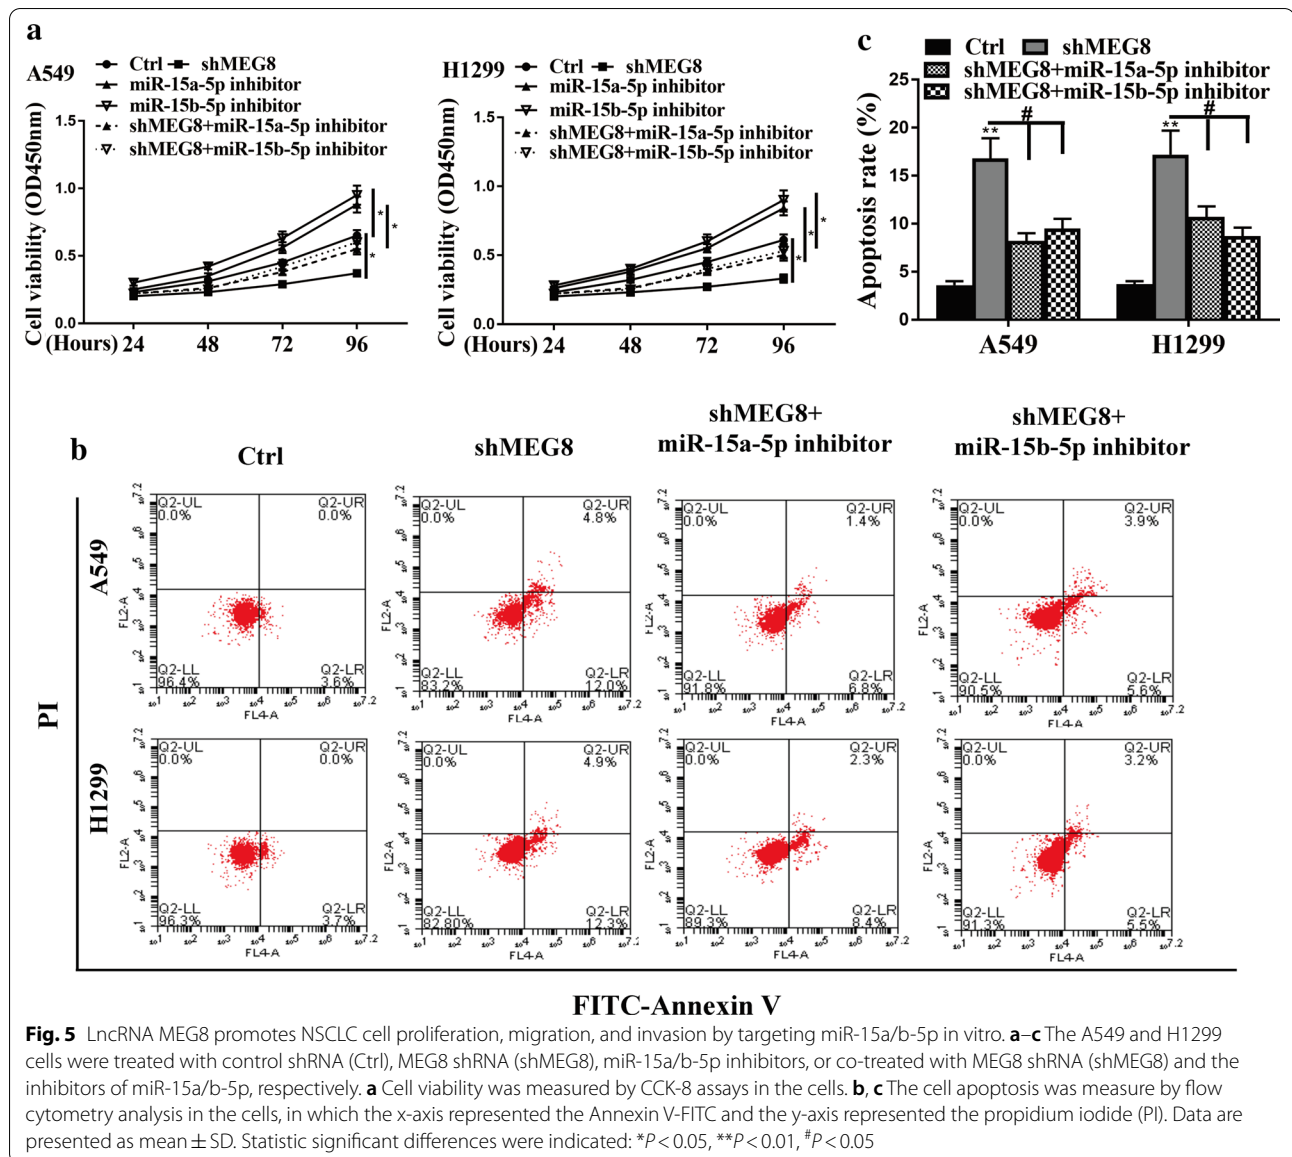 a
A549
Ctrl shMEG8
miR-15a-5p inhibitor
miR-15b-5p inhibitor
shMEG8+miR-15a-5p inhibitor
shMEG8+miR-15b-5p inhibitor
Cell viability (OD450nm)
1.5
1.0
0.5
0.0
* * *
(Hours) 24 48 72 96
H1299
Ctrl shMEG8
miR-15a-5p inhibitor
miR-15b-5p inhibitor
shMEG8+miR-15a-5p inhibitor
shMEG8+miR-15b-5p inhibitor
Cell viability (OD450nm)
1.5
1.0
0.5
0.0
* * *
(Hours) 24 48 72 96
c
Ctrl shMEG8
shMEG8+miR-15a-5p inhibitor
shMEG8+miR-15b-5p inhibitor
Apoptosis rate (%)
25
20
15
10
5
0
** # ** #
A549 H1299
b
Ctrl
shMEG8
shMEG8+
miR-15a-5p inhibitor
shMEG8+
miR-15b-5p inhibitor
PI
A549
Q2-UL Q2-UR
0.0% 0.0%
Q2-LL Q2-LR
96.4% 3.6%
FL2-A
FL4-A
Q2-UL Q2-UR
0.0% 4.8%
Q2-LL Q2-LR
83.2% 12.0%
FL2-A
FL4-A
Q2-UL Q2-UR
0.0% 1.4%
Q2-LL Q2-LR
91.8% 6.8%
FL2-A
FL4-A
Q2-UL Q2-UR
0.0% 3.9%
Q2-LL Q2-LR
90.5% 5.6%
FL2-A
FL4-A
H1299
Q2-UL Q2-UR
0.0% 0.0%
Q2-LL Q2-LR
96.3% 3.7%
FL2-A
FL4-A
Q2-UL Q2-UR
0.0% 4.9%
Q2-LL Q2-LR
82.80% 12.3%
FL2-A
FL4-A
Q2-UL Q2-UR
0.0% 2.3%
Q2-LL Q2-LR
89.3% 8.4%
FL2-A
FL4-A
Q2-UL Q2-UR
0.0% 3.2%
Q2-LL Q2-LR
91.3% 5.5%
FL2-A
FL4-A
FITC-Annexin V
Fig. 5 LncRNA MEG8 promotes NSCLC cell proliferation, migration, and invasion by targeting miR-15a/b-5p in vitro. a–c The A549 and H1299
cells were treated with control shRNA (Ctrl), MEG8 shRNA (shMEG8), miR-15a/b-5p inhibitors, or co-treated with MEG8 shRNA (shMEG8) and the
inhibitors of miR-15a/b-5p, respectively. a Cell viability was measured by CCK-8 assays in the cells. b, c The cell apoptosis was measure by flow
cytometry analysis in the cells, in which the x-axis represented the Annexin V-FITC and the y-axis represented the propidium iodide (PI). Data are
presented as mean ± SD. Statistic significant differences were indicated: *P < 0.05, **P < 0.01, #P < 0.05